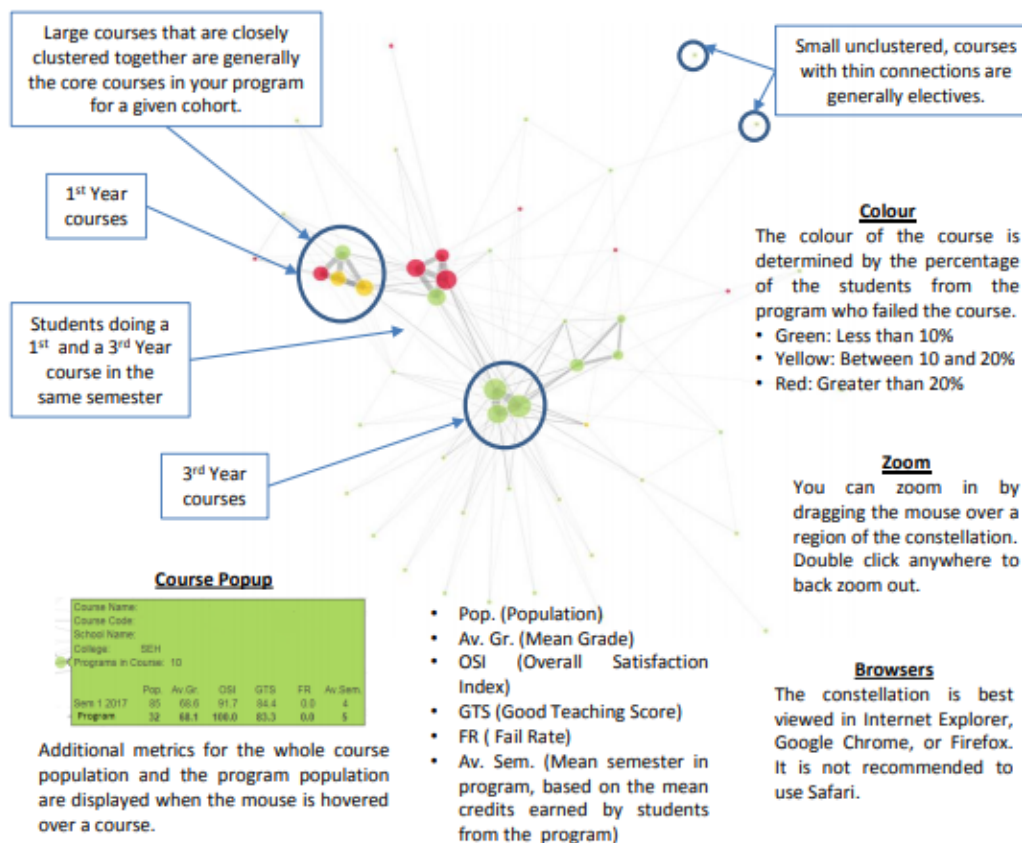 Large courses that are closely
clustered together are generally
the core courses in your program
for a given cohort.
Small unclustered, courses
with thin connections are
generally electives.
1st Year
courses
Students doing a
1st and a 3rd Year
course in the
same semester
3rd Year
courses
Colour
The colour of the course is
determined by the percentage
of the students from the
program who failed the course.
• Green: Less than 10%
• Yellow: Between 10 and 20%
• Red: Greater than 20%
Zoom
You can zoom in by
dragging the mouse over a
region of the constellation.
Double click anywhere to
back zoom out.
Course Popup
Course Name:
Course Code:
School Name:
College: SEH
Programs in Course: 10
Pop. Av.Gr. OSI GTS FR Av.Sem.
Sem 1 2017 85 68.6 91.7 84.4 0.0 4
Program 32 68.1 100.0 83.3 0.0 5
Additional metrics for the whole course
population and the program population
are displayed when the mouse is hovered
over a course.
• Pop. (Population)
• Av. Gr. (Mean Grade)
• OSI (Overall Satisfaction
Index)
• GTS (Good Teaching Score)
• FR ( Fail Rate)
• Av. Sem. (Mean semester in
program, based on the mean
credits earned by students
from the program)
Browsers
The constellation is best
viewed in Internet Explorer,
Google Chrome, or Firefox.
It is not recommended to
use Safari.